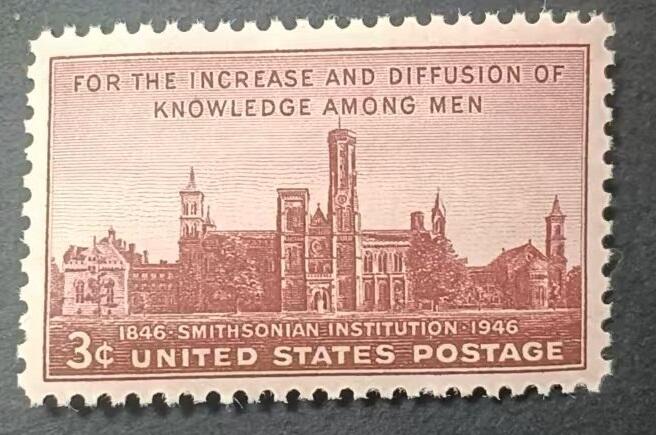 FOR THE INCREASE AND DIFFUSION OF
KNOWLEDGE AMONG MEN
1846·SMITHSONIAN INSTITUTION·1946
3¢ UNITED STATES POSTAGE